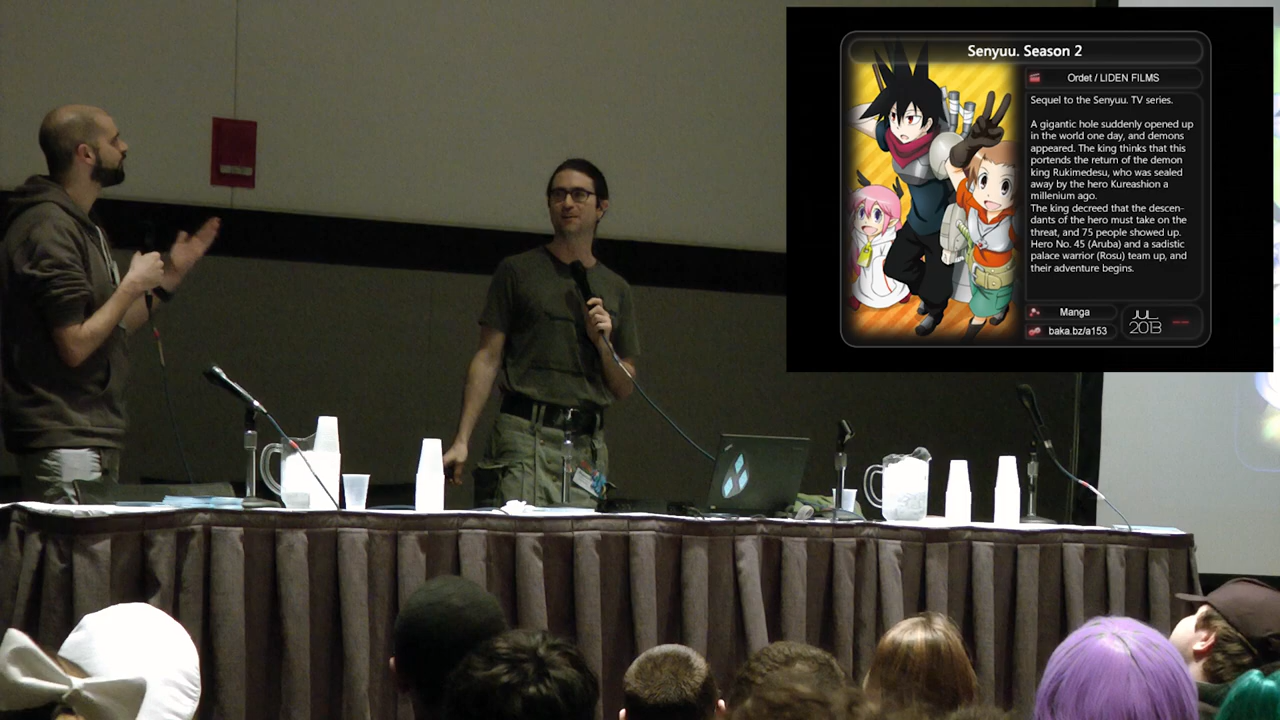 Senyuu. Season 2
Ordet / LIDEN FILMS
Sequel to the Senyuu. TV series.
A gigantic hole suddenly opened up
in the world one day, and demons
appeared. The king thinks that this
portends the return of the demon
king Rukimedesu, who was sealed
away by the hero Kureashion a
millenium ago.
The king decreed that the descen-
dants of the hero must take on the
threat, and 75 people showed up.
Hero No. 45 (Aruba) and a sadistic
palace warrior (Rosu) team up, and
their adventure begins.
Manga
baka.bz/a153
JUL
2013